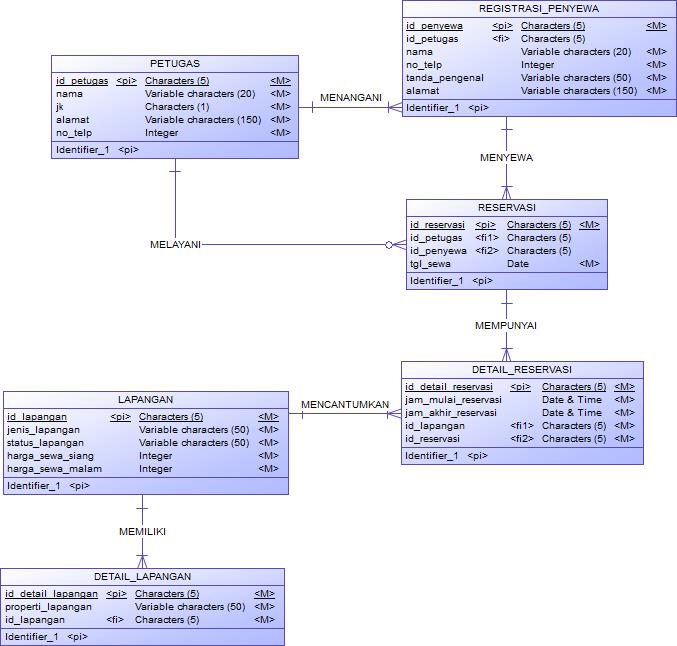 REGISTRASI_PENYEWA
id_penyewa <pi> Characters (5) <M>
id_petugas <fi> Characters (5)
nama Variable characters (20) <M>
no_telp Integer <M>
tanda_pengenal Variable characters (50) <M>
alamat Variable characters (150) <M>
Identifier_1 <pi>
PETUGAS
id_petugas <pi> Characters (5) <M>
nama Variable characters (20) <M>
jk Characters (1) <M>
alamat Variable characters (150) <M>
no_telp Integer <M>
Identifier_1 <pi>
MENANGANI
MENYEWA
RESERVASI
id_reservasi <pi> Characters (5) <M>
id_petugas <fi1> Characters (5)
id_penyewa <fi2> Characters (5)
tgl_sewa Date <M>
Identifier_1 <pi>
MELAYANI
MEMPUNYAI
DETAIL_RESERVASI
id_detail_reservasi <pi> Characters (5) <M>
jam_mulai_reservasi Date & Time <M>
jam_akhir_reservasi Date & Time <M>
id_lapangan <fi1> Characters (5) <M>
id_reservasi <fi2> Characters (5) <M>
Identifier_1 <pi>
LAPANGAN
id_lapangan <pi> Characters (5) <M>
jenis_lapangan Variable characters (50) <M>
status_lapangan Variable characters (50) <M>
harga_sewa_siang Integer <M>
harga_sewa_malam Integer <M>
Identifier_1 <pi>
MENCANTUMKAN
MEMILIKI
DETAIL_LAPANGAN
id_detail_lapangan <pi> Characters (5) <M>
properti_lapangan Variable characters (50) <M>
id_lapangan <fi> Characters (5) <M>
Identifier_1 <pi>